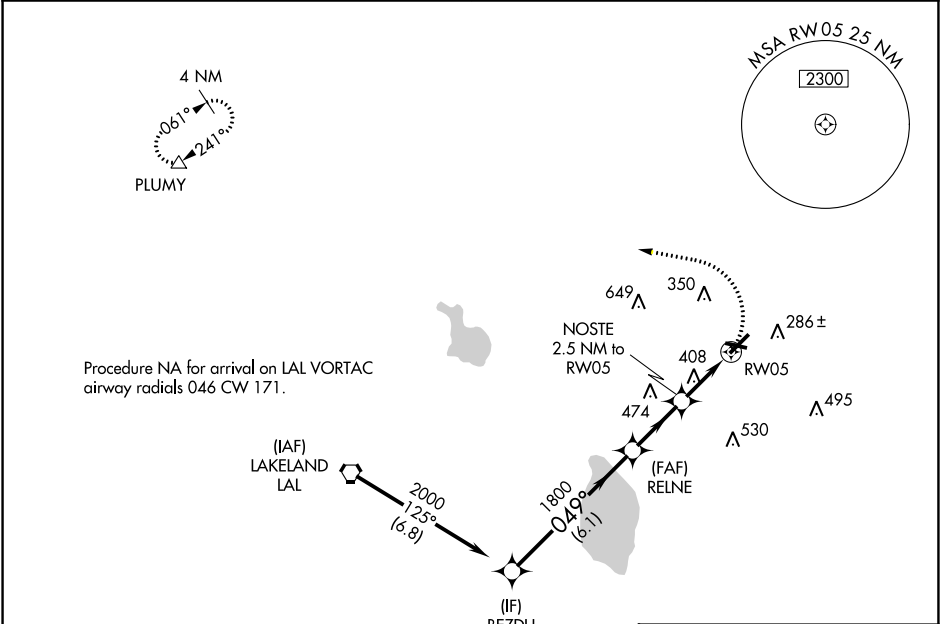 MSA RW05 25 NM
2300
4 NM
061°
241°
PLUMY
649
350
286±
NOSTE
2.5 NM to
RW05
408
RW05
Procedure NA for arrival on LAL VORTAC
airway radials 046 CW 171.
474
495
530
(IAF)
LAKELAND
LAL
(FAF)
RELNE
2000
125°
(6.8)
1800
049°
(6.1)
(IF)